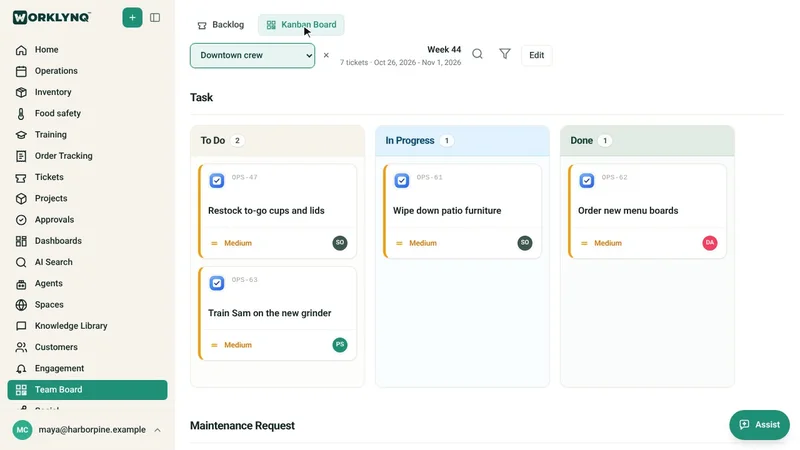 WORKLYNQ
Home
Operations
Inventory
Food safety
Training
Order Tracking
Tickets
Projects
Approvals
Dashboards
AI Search
Agents
Spaces
Knowledge Library
Customers
Engagement
Team Board
MC maya@harborpine.example
Backlog
Kanban Board
Downtown crew
Week 44
7 tickets · Oct 26, 2026 - Nov 1, 2026
Edit
Task
To Do 2
OPS-47
Restock to-go cups and lids
Medium SO
OPS-63
Train Sam on the new grinder
Medium PS
In Progress 1
OPS-61
Wipe down patio furniture
Medium SO
Done 1
OPS-62
Order new menu boards
Medium DA
Maintenance Request
Assist